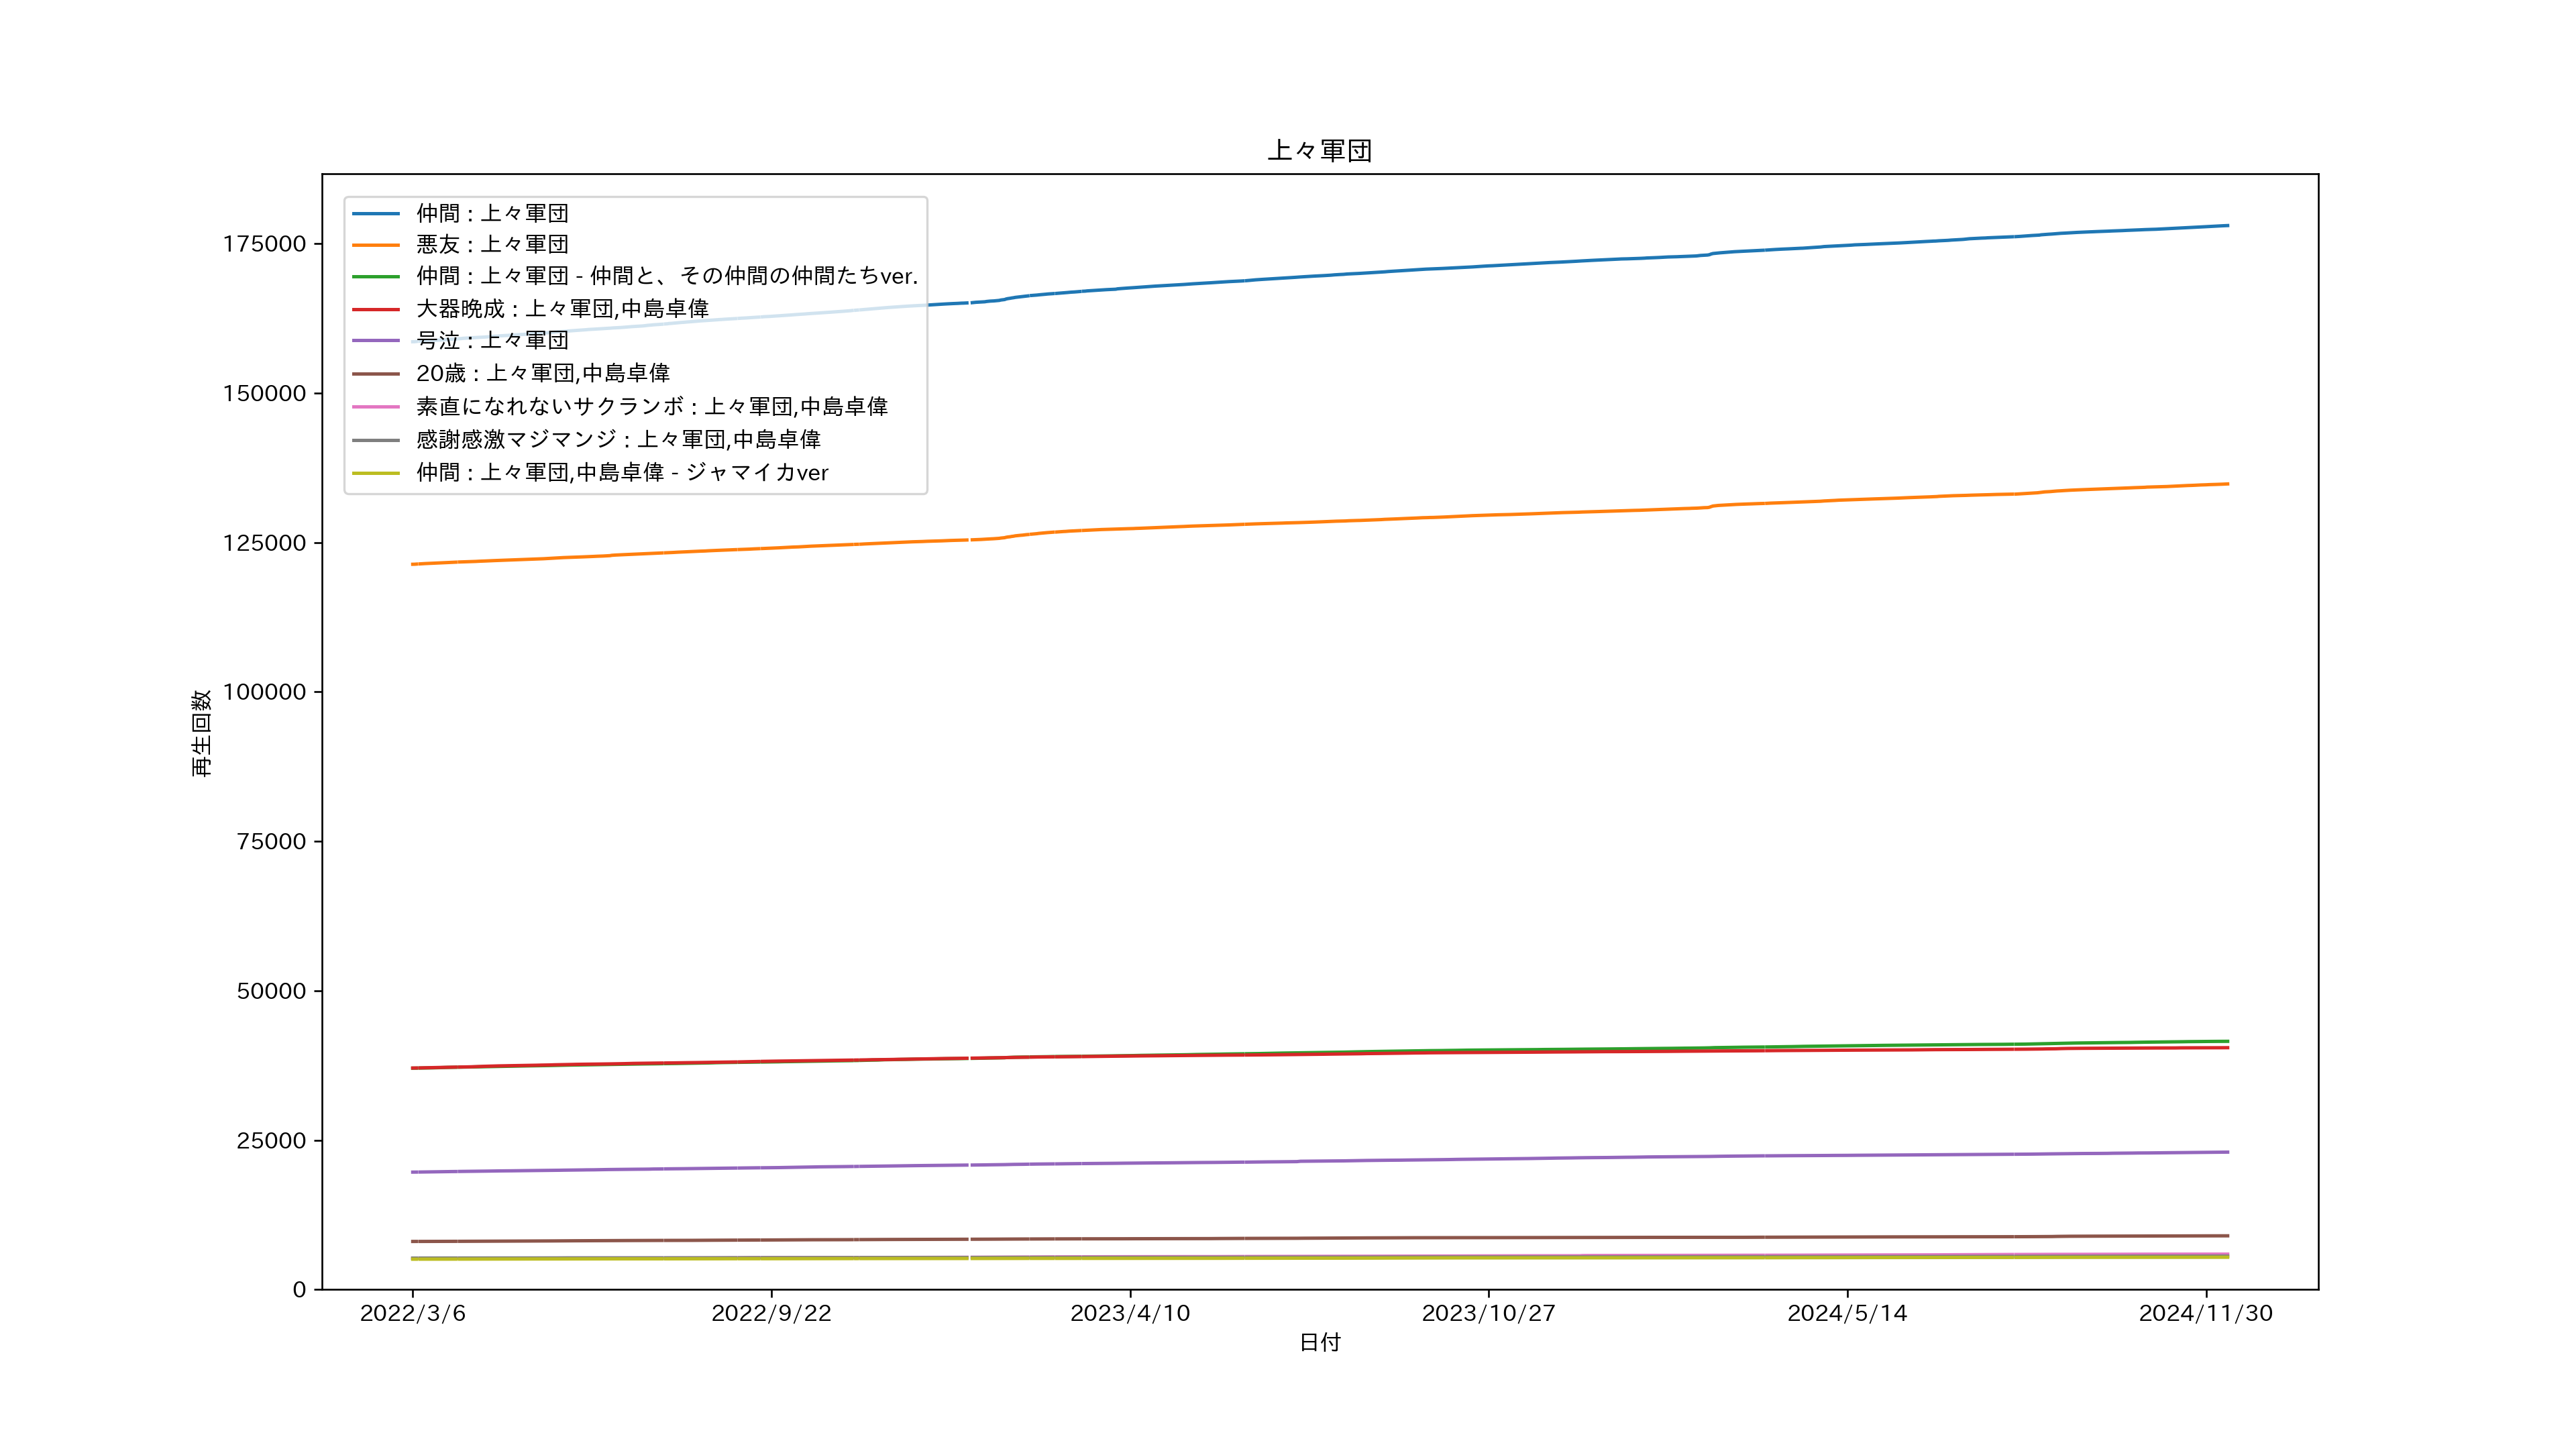 上々軍団
仲間 : 上々軍団
悪友 : 上々軍団
仲間 : 上々軍団 - 仲間と、その仲間の仲間たちver.
大器晩成 : 上々軍団,中島卓偉
号泣 : 上々軍団
20歳 : 上々軍団,中島卓偉
素直になれないサクランボ : 上々軍団,中島卓偉
感謝感激マジマンジ : 上々軍団,中島卓偉
仲間 : 上々軍団,中島卓偉 - ジャマイカver
175000
150000
125000
100000
75000
50000
25000
0
再生回数
2022/3/6
2022/9/22
2023/4/10
2023/10/27
2024/5/14
2024/11/30
日付